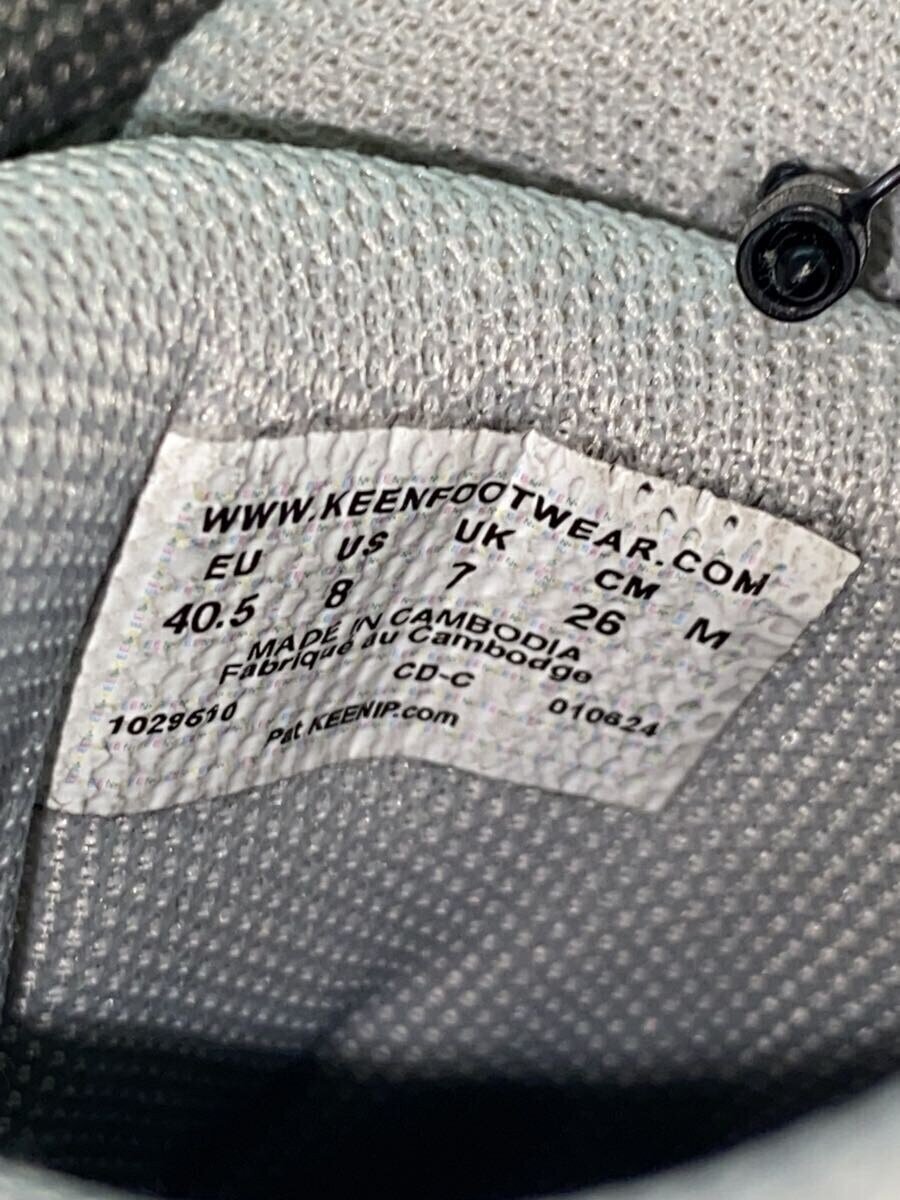 WWW.KEENFOOTWEAR.COM
EU US UK CM
40.5 8 7 26 M
MADE IN CAMBODIA
Fabriqué au Cambodge
CD-C
1029610 010624
Pat KEENIP.com